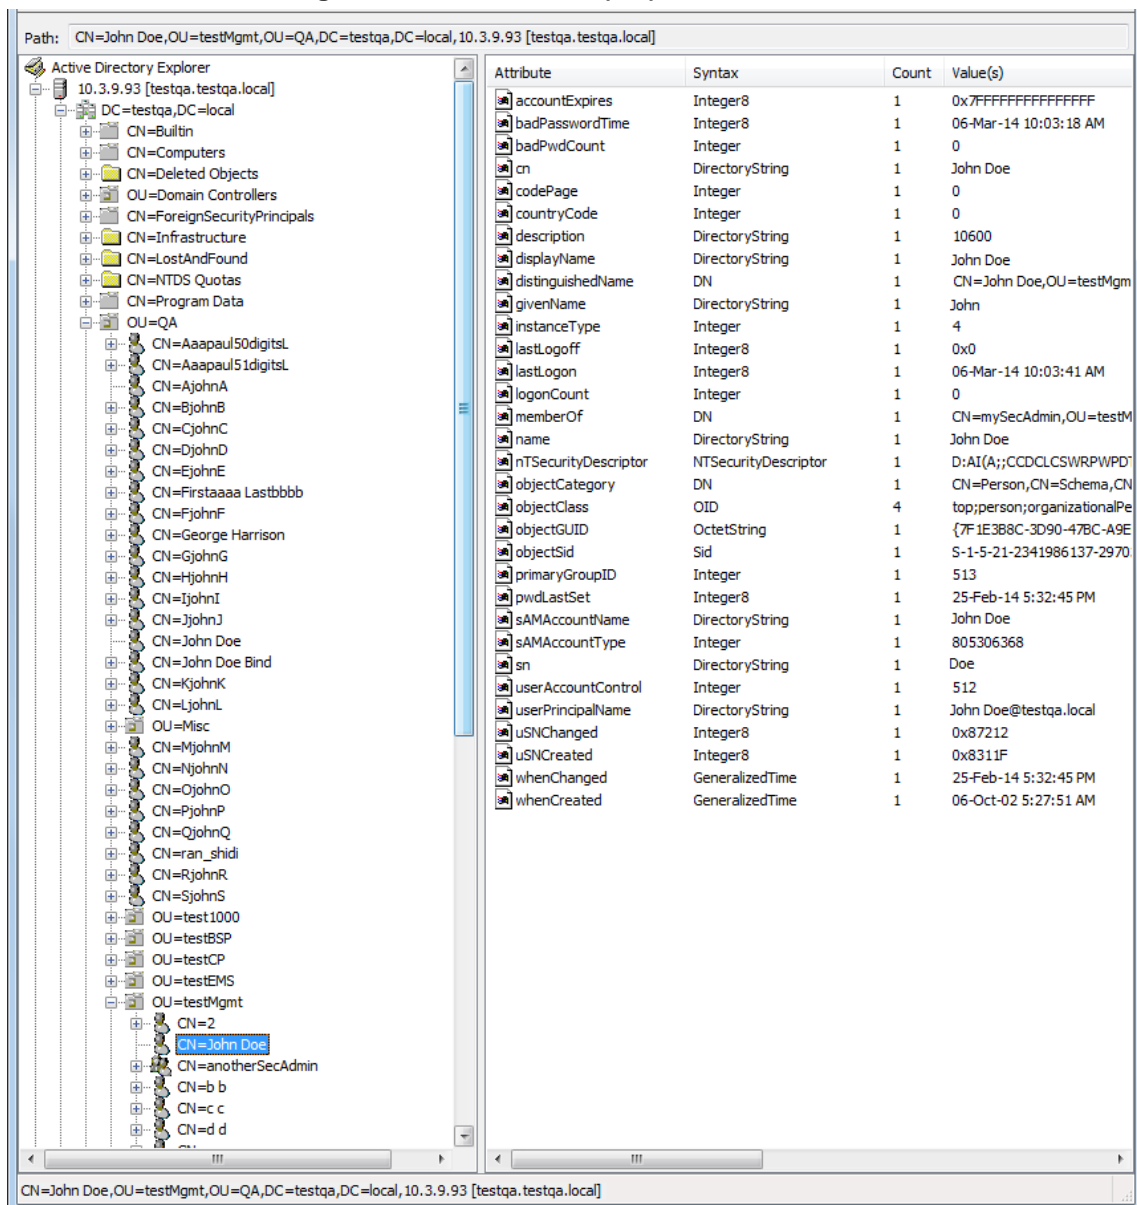 Path: CN=John Doe,OU=testMgmt,OU=QA,DC=testqa,DC=local,10.3.9.93 [testqa.testqa.local]
Active Directory Explorer
10.3.9.93 [testqa.testqa.local]
DC=testqa,DC=local
CN=Builtin
CN=Computers
CN=Deleted Objects
OU=Domain Controllers
CN=ForeignSecurityPrincipals
CN=Infrastructure
CN=LostAndFound
CN=NTDS Quotas
CN=Program Data
OU=QA
CN=Aaapaul50digitsL
CN=Aaapaul51digitsL
CN=AjohnA
CN=BjohnB
CN=CjohnC
CN=DjohnD
CN=EjohnE
CN=Firstaaaa Lastbbbb
CN=FjohnF
CN=George Harrison
CN=GjohnG
CN=HjohnH
CN=IjohnI
CN=JjohnJ
CN=John Doe
CN=John Doe Bind
CN=KjohnK
CN=LjohnL
OU=Misc
CN=MjohnM
CN=NjohnN
CN=OjohnO
CN=PjohnP
CN=QjohnQ
CN=ran_shidi
CN=RjohnR
CN=SjohnS
OU=test1000
OU=testBSP
OU=testCP
OU=testEMS
OU=testMgmt
CN=2
CN=John Doe
CN=anotherSecAdmin
CN=b b
CN=c c
CN=d d
Attribute Syntax Count Value(s)
accountExpires Integer8 1 0x7FFFFFFFFFFFFFFF
badPasswordTime Integer8 1 06-Mar-14 10:03:18 AM
badPwdCount Integer 1 0
cn DirectoryString 1 John Doe
codePage Integer 1 0
countryCode Integer 1 0
description DirectoryString 1 10600
displayName DirectoryString 1 John Doe
distinguishedName DN 1 CN=John Doe,OU=testMgm
givenName DirectoryString 1 John
instanceType Integer 1 4
lastLogoff Integer8 1 0x0
lastLogon Integer8 1 06-Mar-14 10:03:41 AM
logonCount Integer 1 0
memberOf DN 1 CN=mySecAdmin,OU=testM
name DirectoryString 1 John Doe
nTSecurityDescriptor NTSecurityDescriptor 1 D:AI(A;;CCDCLCSWRPWPDT
objectCategory DN 1 CN=Person,CN=Schema,CN
objectClass OID 4 top;person;organizationalPe
objectGUID OctetString 1 {7F1E3B8C-3D90-47BC-A9E
objectSid Sid 1 S-1-5-21-2341986137-2970
primaryGroupID Integer 1 513
pwdLastSet Integer8 1 25-Feb-14 5:32:45 PM
sAMAccountName DirectoryString 1 John Doe
sAMAccountType Integer 1 805306368
sn DirectoryString 1 Doe
userAccountControl Integer 1 512
userPrincipalName DirectoryString 1 John Doe@testqa.local
uSNChanged Integer8 1 0x87212
uSNCreated Integer8 1 0x8311F
whenChanged GeneralizedTime 1 25-Feb-14 5:32:45 PM
whenCreated GeneralizedTime 1 06-Oct-02 5:27:51 AM
CN=John Doe,OU=testMgmt,OU=QA,DC=testqa,DC=local,10.3.9.93 [testqa.testqa.local]